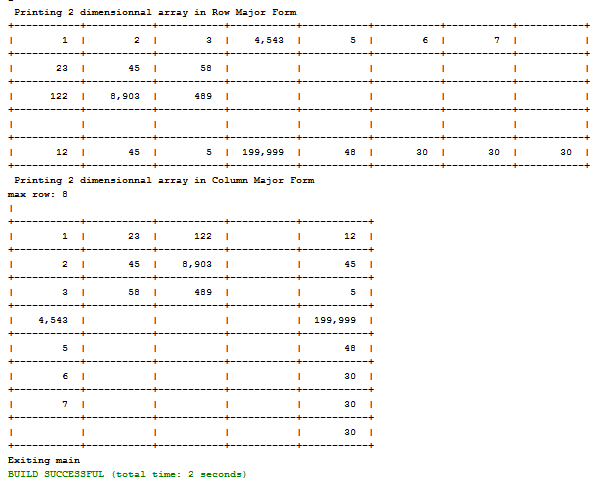 Printing 2 dimensionnal array in Row Major Form
+-----------+-----------+-----------+-----------+-----------+-----------+-----------+-----------+
|         1 |         2 |         3 |     4,543 |         5 |         6 |         7 |           |
+-----------+-----------+-----------+-----------+-----------+-----------+-----------+-----------+
|        23 |        45 |        58 |           |           |           |           |           |
+-----------+-----------+-----------+-----------+-----------+-----------+-----------+-----------+
|       122 |     8,903 |       489 |           |           |           |           |           |
+-----------+-----------+-----------+-----------+-----------+-----------+-----------+-----------+
|           |           |           |           |           |           |           |           |
+-----------+-----------+-----------+-----------+-----------+-----------+-----------+-----------+
|        12 |        45 |         5 |   199,999 |        48 |        30 |        30 |        30 |
+-----------+-----------+-----------+-----------+-----------+-----------+-----------+-----------+
Printing 2 dimensionnal array in Column Major Form
max row: 8
|
+-----------+-----------+-----------+-----------+-----------+
|         1 |        23 |       122 |           |        12 |
+-----------+-----------+-----------+-----------+-----------+
|         2 |        45 |     8,903 |           |        45 |
+-----------+-----------+-----------+-----------+-----------+
|         3 |        58 |       489 |           |         5 |
+-----------+-----------+-----------+-----------+-----------+
|     4,543 |           |           |           |   199,999 |
+-----------+-----------+-----------+-----------+-----------+
|         5 |           |           |           |        48 |
+-----------+-----------+-----------+-----------+-----------+
|         6 |           |           |           |        30 |
+-----------+-----------+-----------+-----------+-----------+
|         7 |           |           |           |        30 |
+-----------+-----------+-----------+-----------+-----------+
|           |           |           |           |        30 |
+-----------+-----------+-----------+-----------+-----------+
Exiting main
BUILD SUCCESSFUL (total time: 2 seconds)